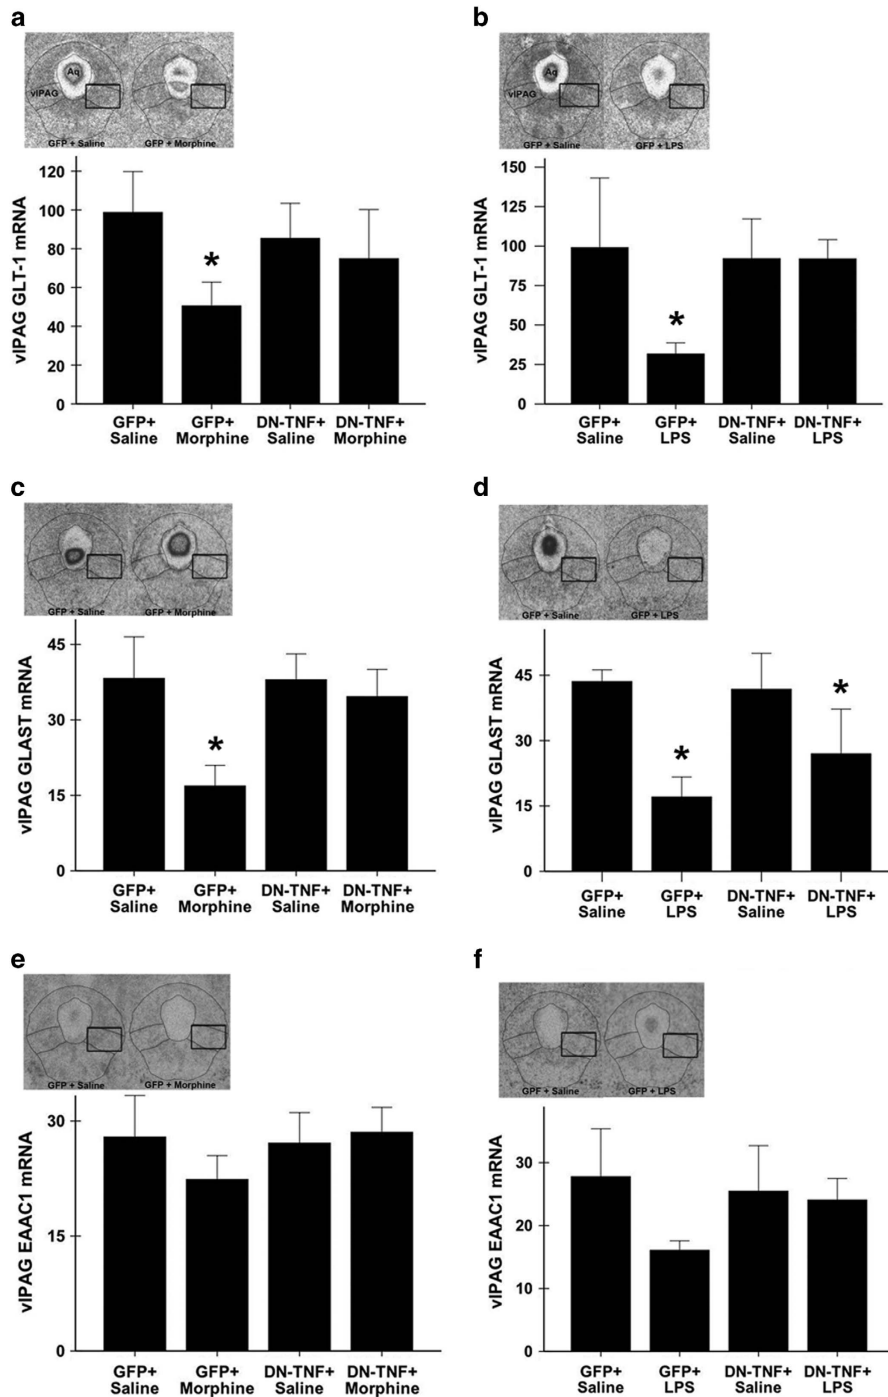 a
Aq
vlPAG
GFP + Saline GFP + Morphine
vlPAG GLT-1 mRNA
120
100
80
60
40
20
0
GFP+ GFP+ DN-TNF+ DN-TNF+
Saline Morphine Saline Morphine
b
Aq
vlPAG
GFP + Saline GFP + LPS
vlPAG GLT-1 mRNA
150
125
100
75
50
25
0
GFP+ GFP+ DN-TNF+ DN-TNF+
Saline LPS Saline LPS
c
GFP + Saline GFP + Morphine
vlPAG GLAST mRNA
45
30
15
0
GFP+ GFP+ DN-TNF+ DN-TNF+
Saline Morphine Saline Morphine
d
GFP + Saline GFP + LPS
vlPAG GLAST mRNA
45
30
15
0
GFP+ GFP+ DN-TNF+ DN-TNF+
Saline LPS Saline LPS
e
GFP + Saline GFP + Morphine
vlPAG EAAC1 mRNA
30
15
0
GFP+ GFP+ DN-TNF+ DN-TNF+
Saline Morphine Saline Morphine
f
GPF + Saline GFP + LPS
vlPAG EAAC1 mRNA
30
20
10
0
GFP+ GFP+ DN-TNF+ DN-TNF+
Saline LPS Saline LPS